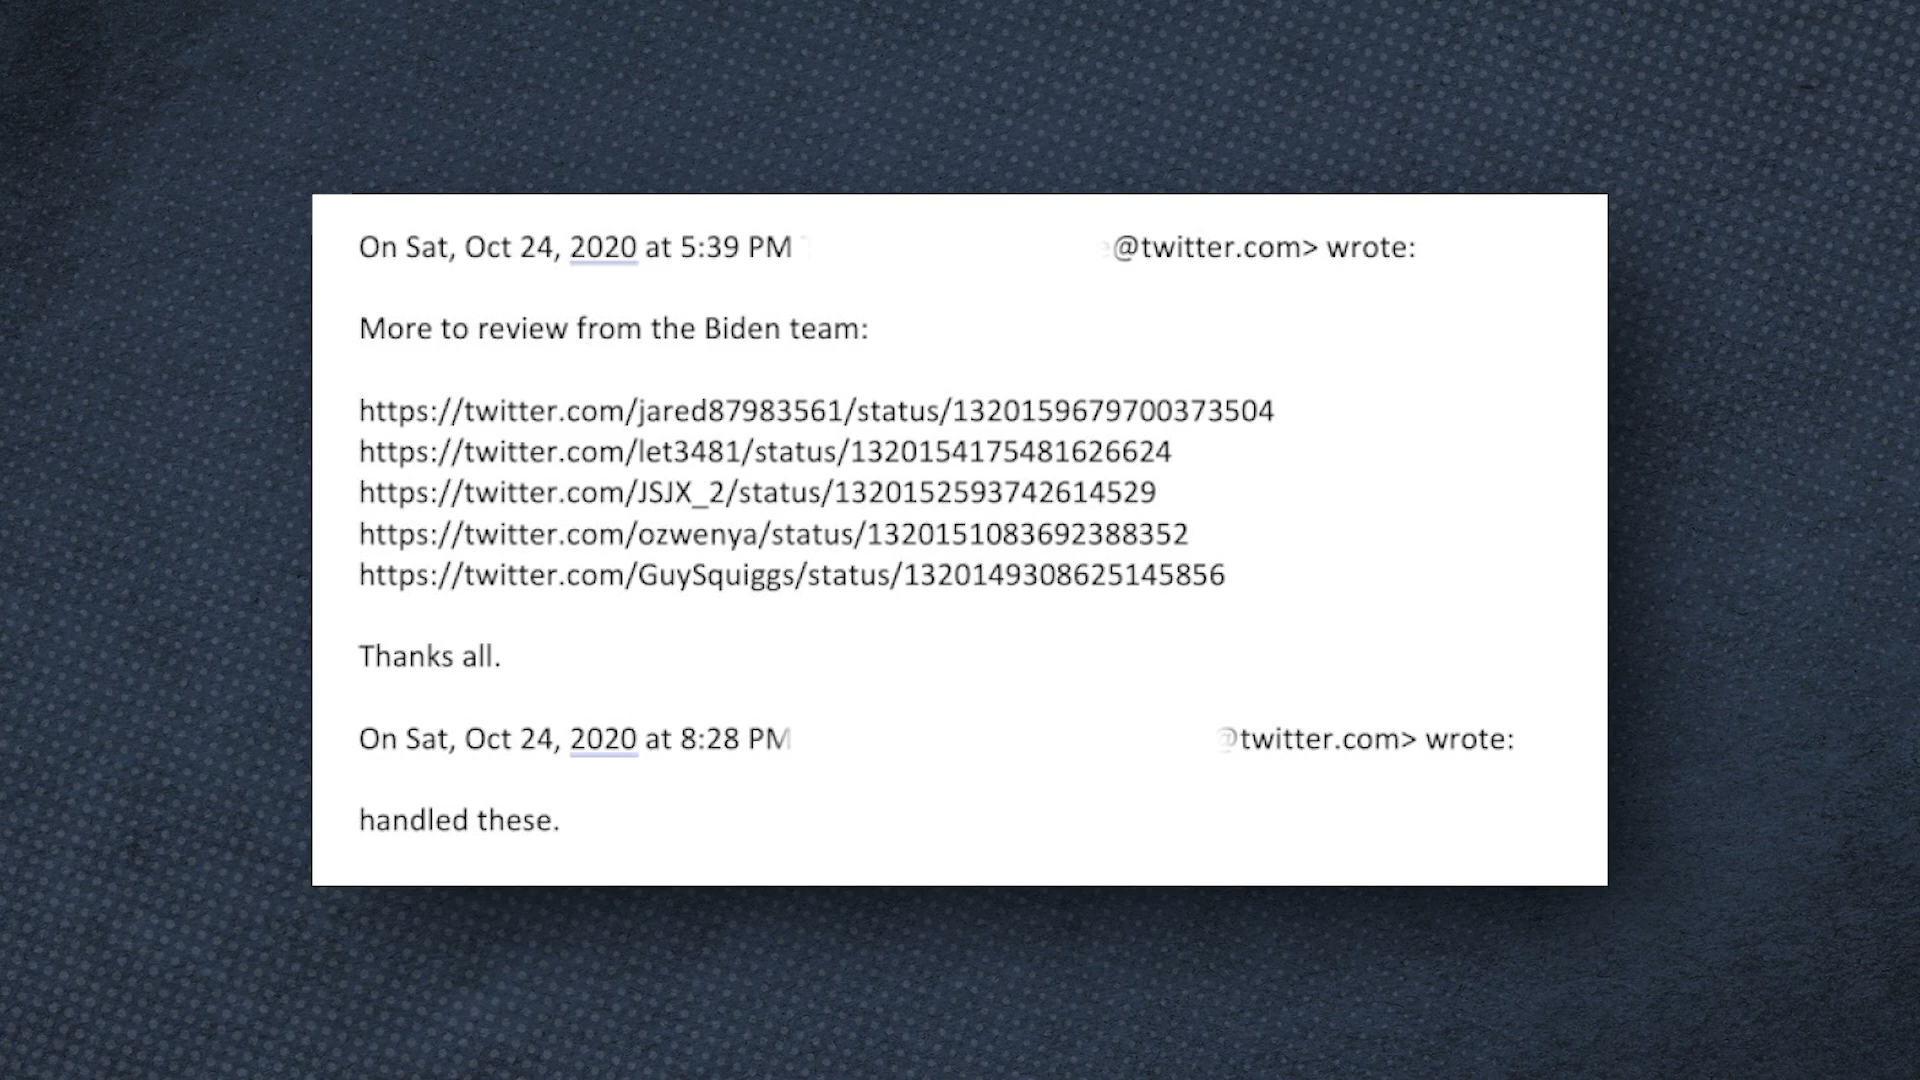 On Sat, Oct 24, 2020 at 5:39 PM @twitter.com> wrote:
More to review from the Biden team:
https://twitter.com/jared87983561/status/1320159679700373504
https://twitter.com/let3481/status/1320154175481626624
https://twitter.com/JSJX_2/status/1320152593742614529
https://twitter.com/ozwenya/status/1320151083692388352
https://twitter.com/GuySquiggs/status/1320149308625145856
Thanks all.
On Sat, Oct 24, 2020 at 8:28 PM @twitter.com> wrote:
handled these.